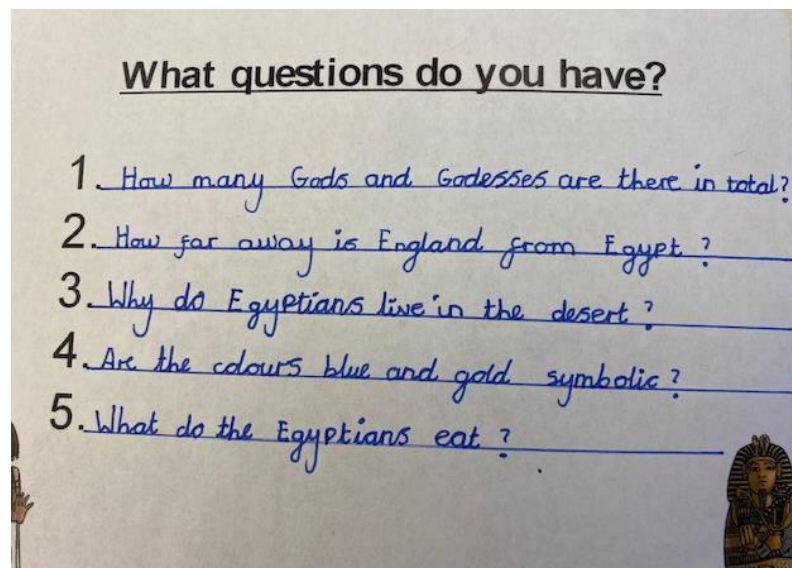 What questions do you have?
1. How many Gods and Godesses are there in total?
2. How far away is England from Egypt?
3. Why do Egyptians live in the desert?
4. Are the colours blue and gold symbolic?
5. What do the Egyptians eat?